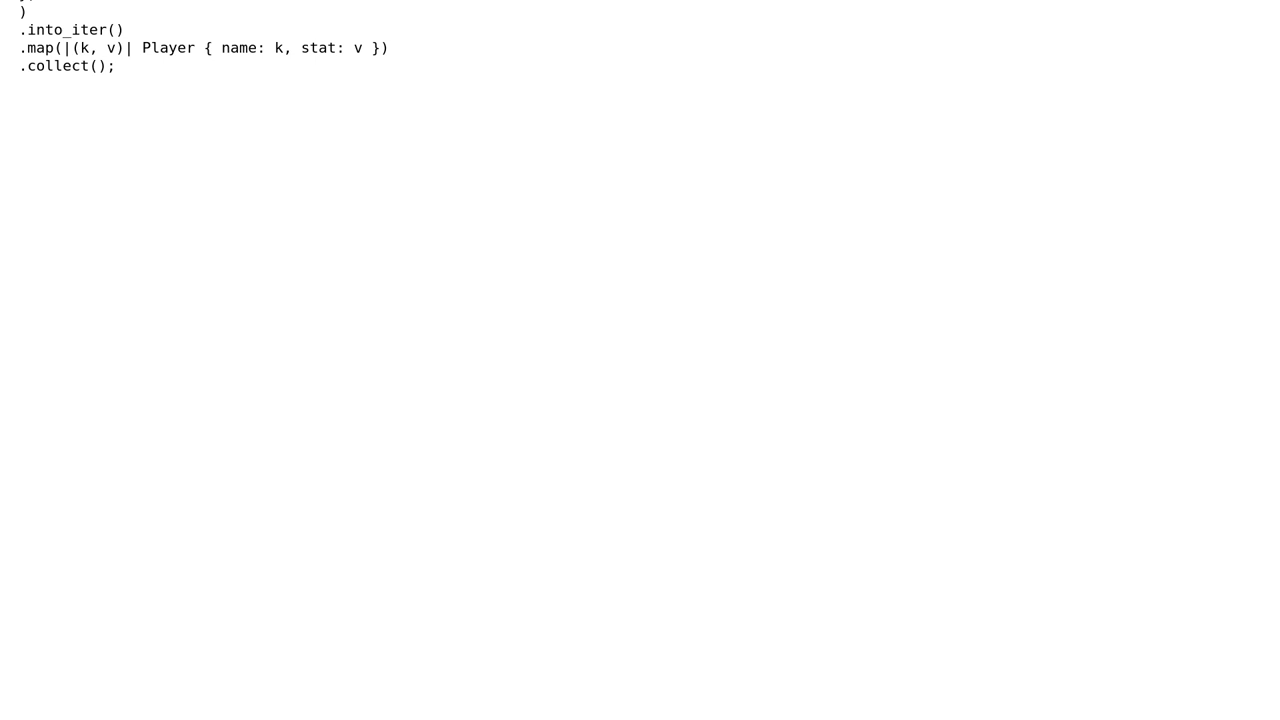 )
.into_iter()
.map(|(k, v)| Player { name: k, stat: v })
.collect();